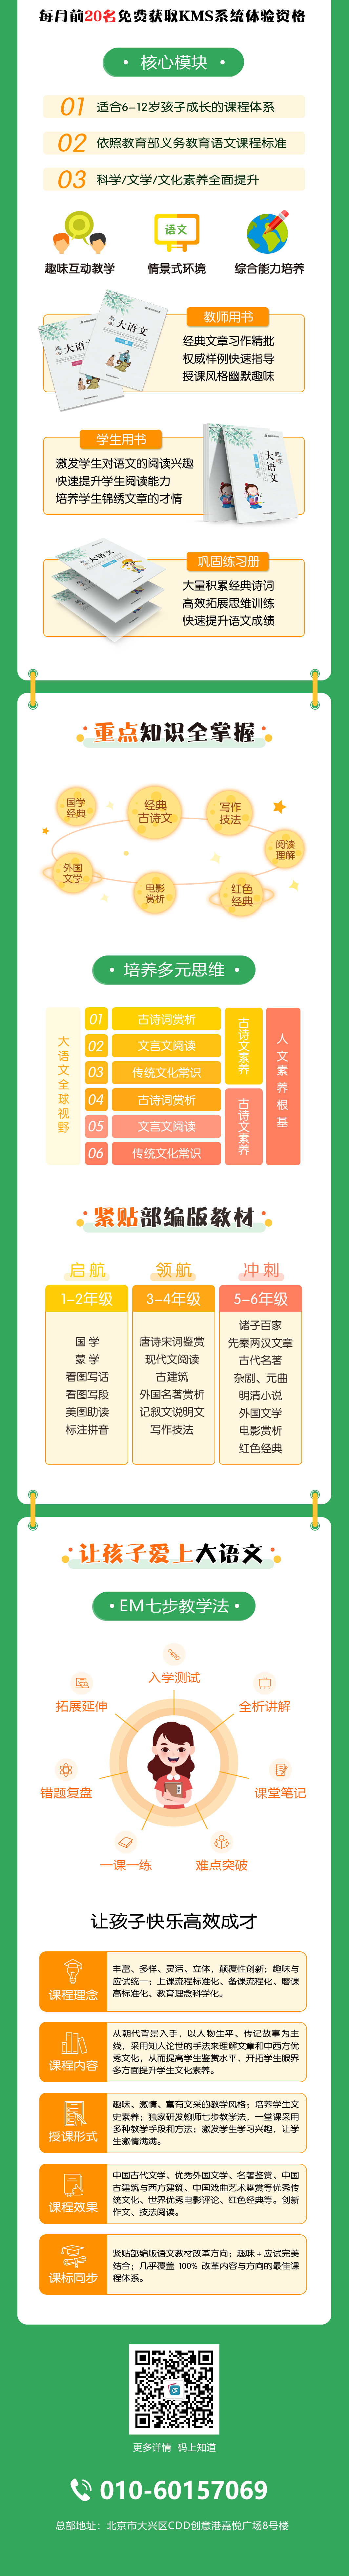 每月前20名免费获取KMS系统体验资格
·核心模块·
01 适合6-12岁孩子成长的课程体系
02 依照教育部义务教育语文课程标准
03 科学/文学/文化素养全面提升
语文
趣味互动教学 情景式环境 综合能力培养
教师用书
经典文章习作精批
权威样例快速指导
授课风格幽默趣味
大语文
大语文
学生用书
激发学生对语文的阅读兴趣
快速提升学生阅读能力
培养学生锦绣文章的才情
大语文
巩固练习册
大量积累经典诗词
高效拓展思维训练
快速提升语文成绩
大语文
·重点知识全掌握·
国学
经典
经典
古诗文
写作
技法
阅读
理解
外国
文学
电影
赏析
红色
经典
·培养多元思维·
大语文全球视野
01 古诗词赏析
02 文言文阅读
03 传统文化常识
04 古诗词赏析
05 文言文阅读
06 传统文化常识
古诗文素养
古诗文素养
人文素养根基
·紧贴部编版教材·
启航 领航 冲刺
1-2年级 3-4年级 5-6年级
国学
蒙学
看图写话
看图写段
美图助读
标注拼音
唐诗宋词鉴赏
现代文阅读
古建筑
外国名著赏析
记叙文说明文
写作技法
诸子百家
先秦两汉文章
古代名著
杂剧、元曲
明清小说
外国文学
电影赏析
红色经典
·让孩子爱上大语文·
·EM七步教学法·
入学测试
拓展延伸 全析讲解
错题复盘 课堂笔记
一课一练 难点突破
让孩子快乐高效成才
课程理念
丰富、多样、灵活、立体，颠覆性创新；趣味与
应试统一；上课流程标准化、备课流程化、磨课
高标准化、教育理念科学化。
课程内容
从朝代背景入手，以人物生平、传记故事为主
线，采用知人论世的手法来理解文章和中西方优
秀文化，从而提高学生鉴赏水平，开拓学生眼界
多方面提升学生文化素养。
授课形式
趣味、激情、富有文采的教学风格；培养学生文
史素养；独家研发翰师七步教学法，一堂课采用
多种教学手段和方法；激发学生学习兴趣，让学
生激情满满。
课程效果
中国古代文学、优秀外国文学、名著鉴赏、中国
古建筑与西方建筑、中国戏曲艺术鉴赏等优秀传
统文化、世界优秀电影评论、红色经典等。创新
作文、技法阅读。
课标同步
紧贴部编版语文教材改革方向；趣味＋应试完美
结合；几乎覆盖 100% 改革内容与方向的最佳课
程体系。
更多详情 码上知道
010-60157069
总部地址：北京市大兴区CDD创意港嘉悦广场8号楼